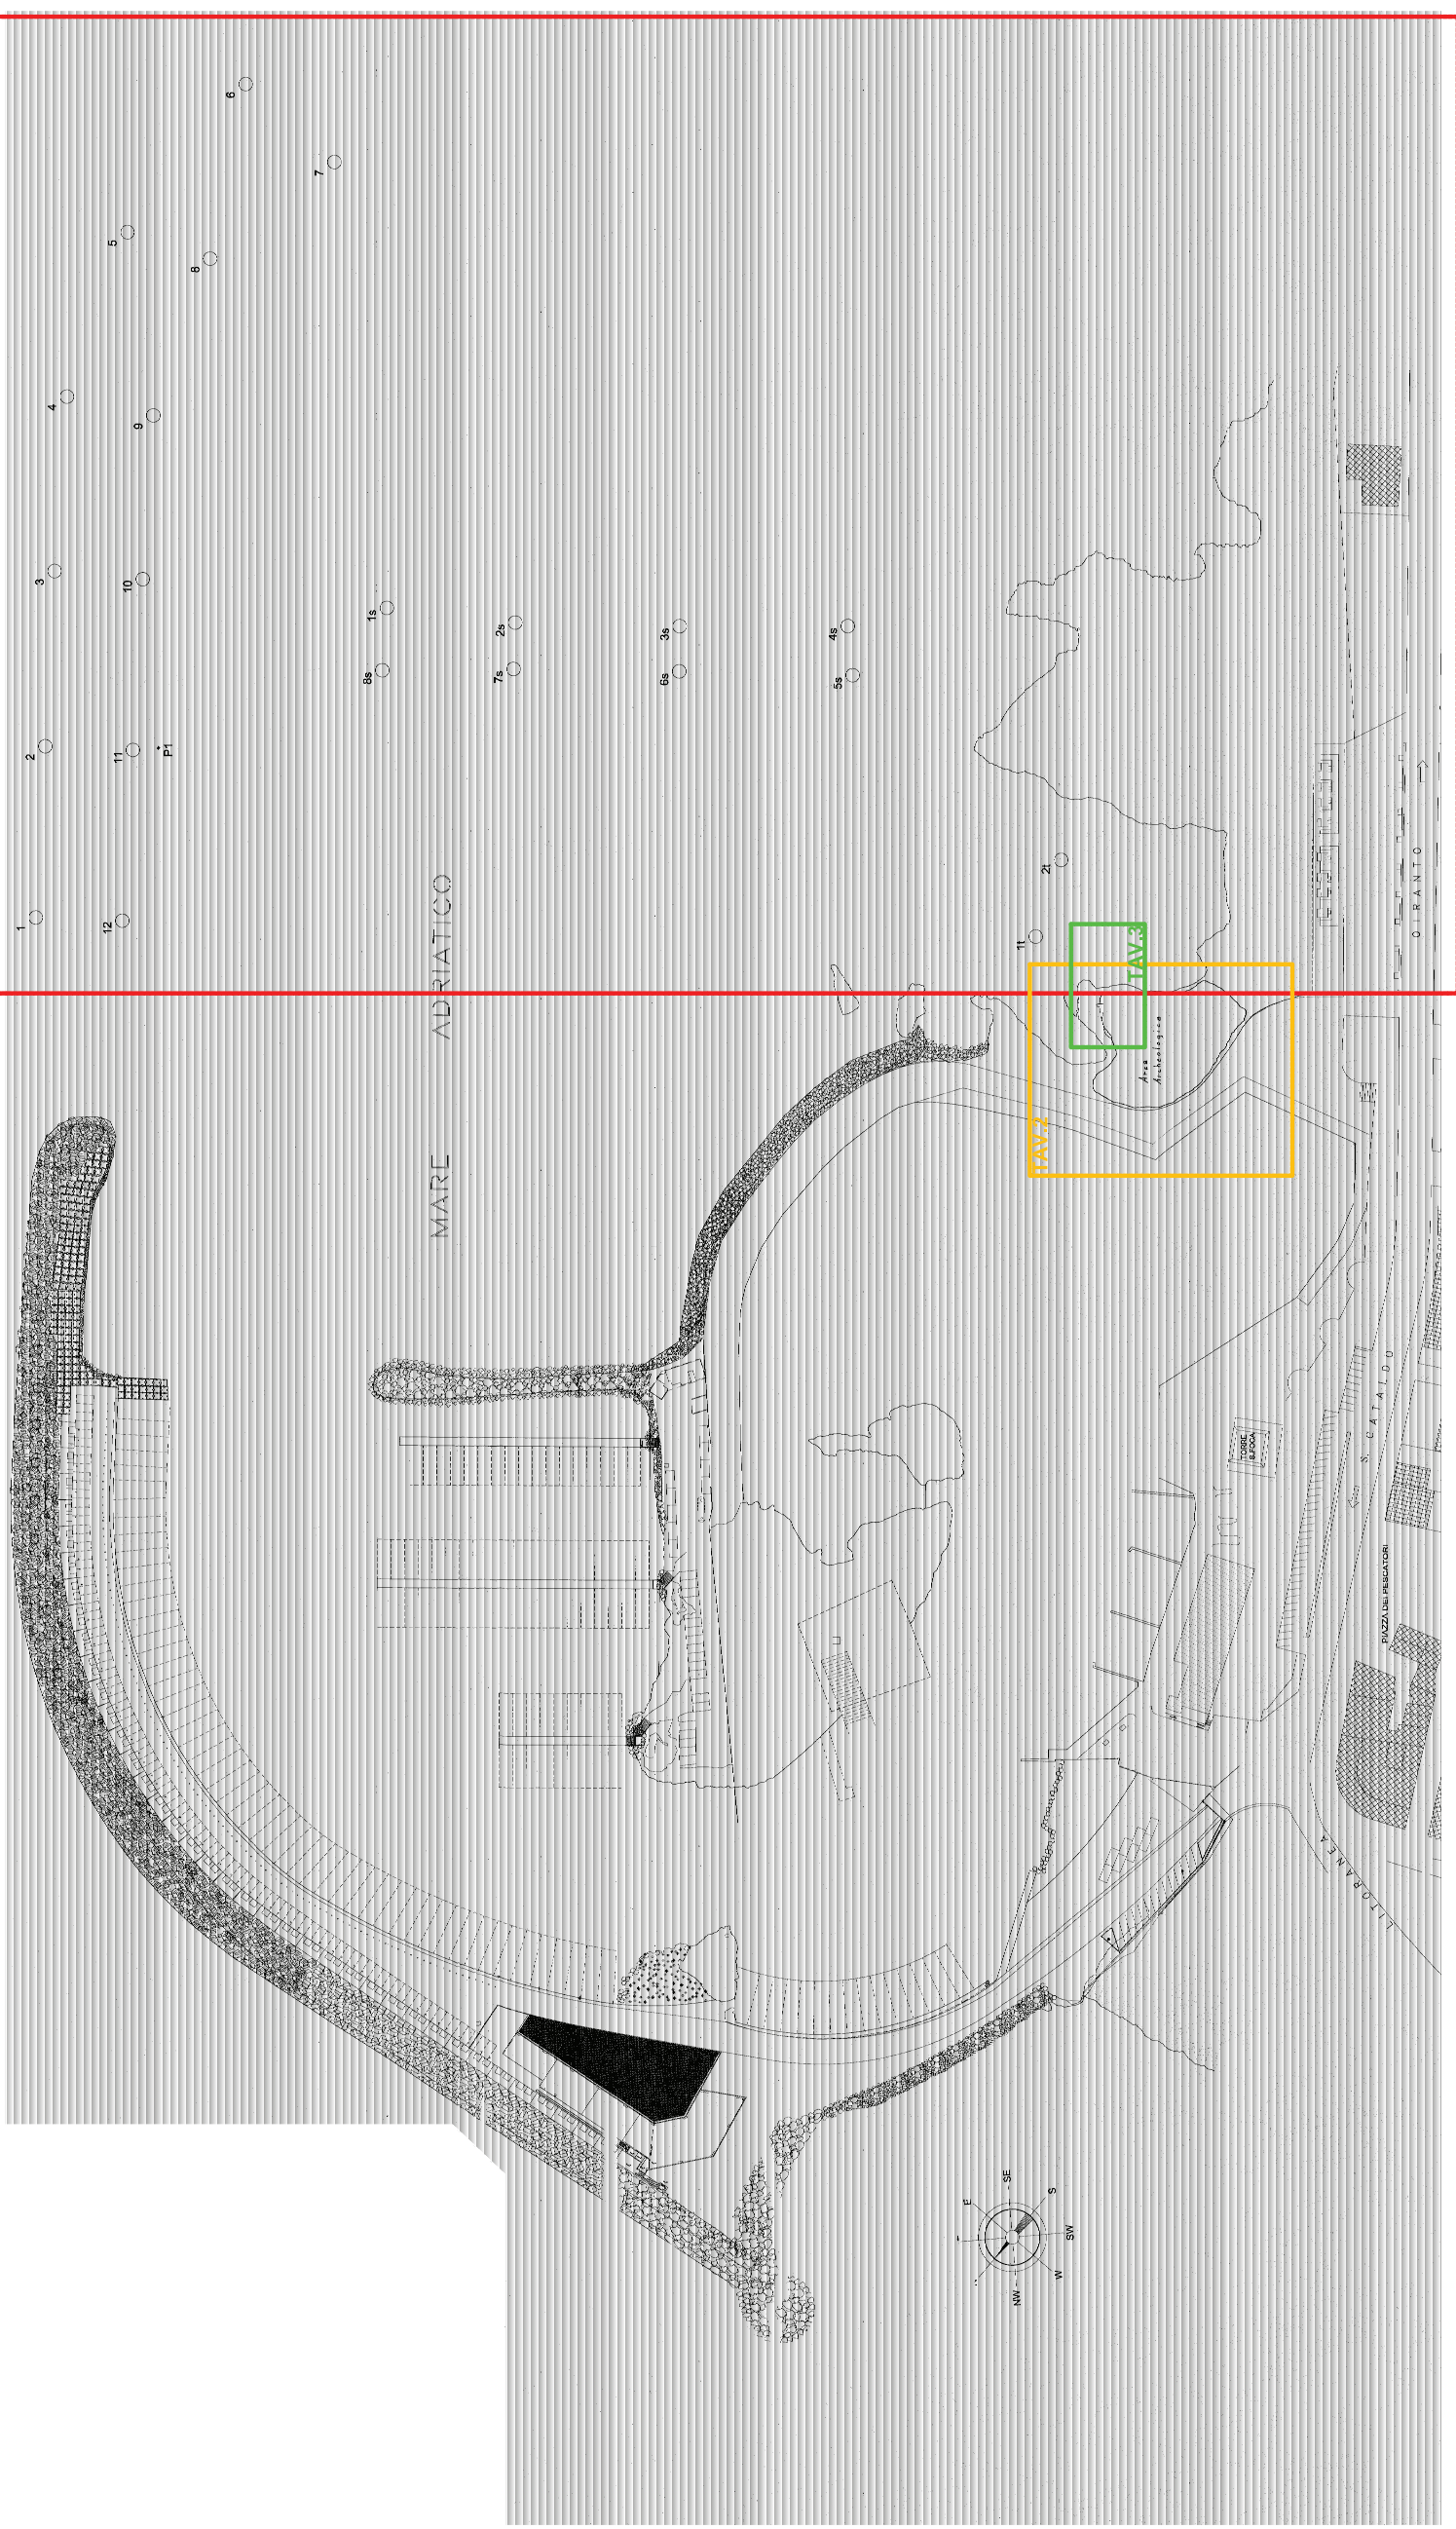 6
7
5
8
4
9
3
10
1s
2s
3s
4s
8s
7s
6s
5s
2
11
P1
1
12
2t
1t
MARE ADRIATICO
TAV.3
TAV.2
Area
Archeologica
OTRANTO
S. CATALDO
TORRE
S.FOCA
PIAZZA DEI PESCATORI
LITORANEA
E
SE
S
SW
W
NW